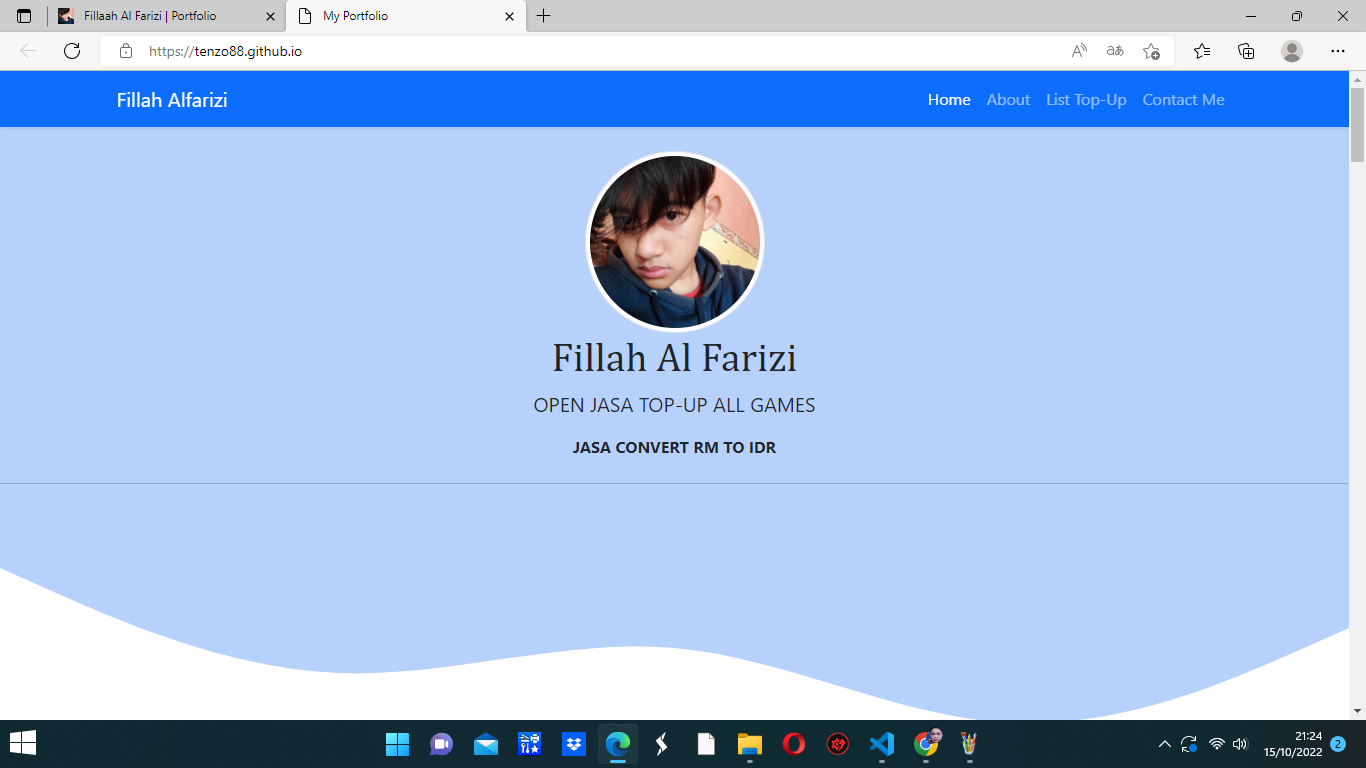 Fillaah Al Farizi | Portfolio
My Portfolio
https://tenzo88.github.io
Fillah Alfarizi
Home About List Top-Up Contact Me
Fillah Al Farizi
OPEN JASA TOP-UP ALL GAMES
JASA CONVERT RM TO IDR
21:24
15/10/2022
2